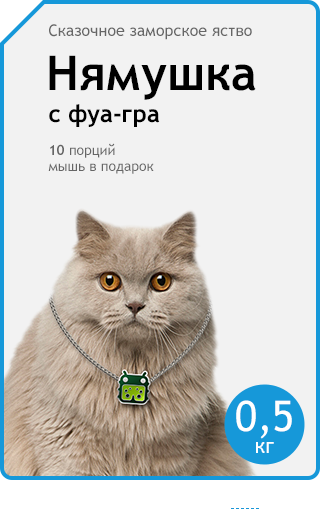 Сказочное заморское яство
Нямушка
с фуа-гра
10 порций
мышь в подарок
0,5
кг